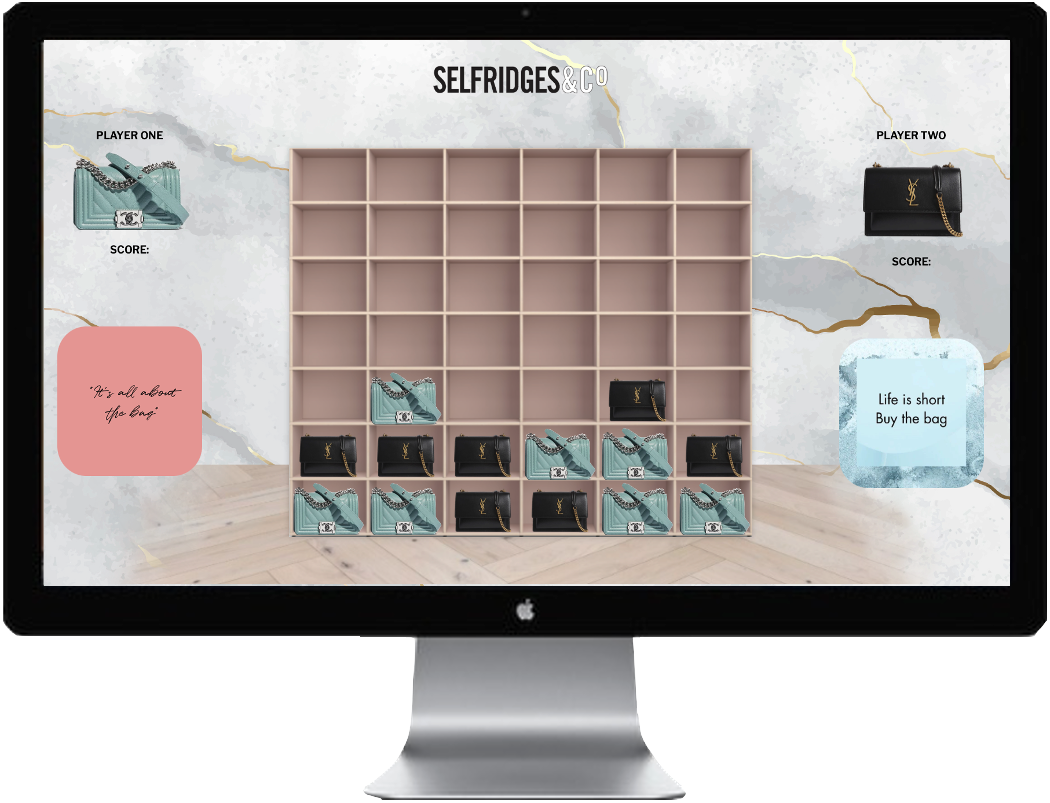 SELFRIDGES&Cº
PLAYER ONE
SCORE:
"It's all about
the bag"
PLAYER TWO
SCORE:
Life is short
Buy the bag